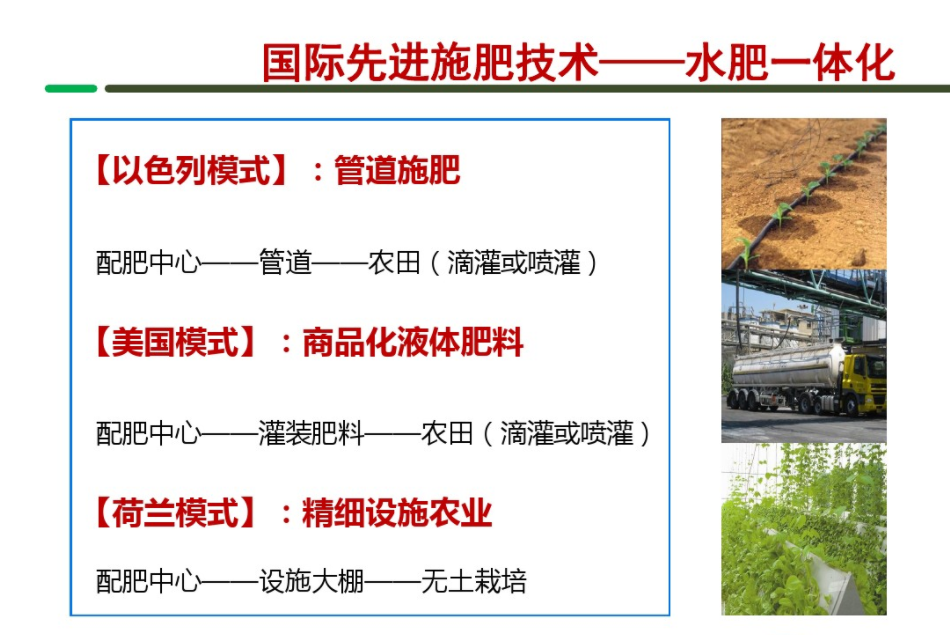 国际先进施肥技术——水肥一体化
【以色列模式】：管道施肥
配肥中心——管道——农田（滴灌或喷灌）
【美国模式】：商品化液体肥料
配肥中心——灌装肥料——农田（滴灌或喷灌）
【荷兰模式】：精细设施农业
配肥中心——设施大棚——无土栽培